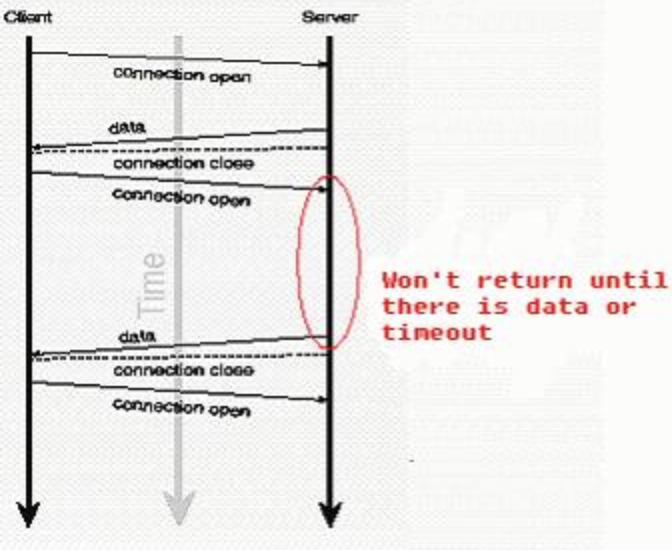 Client
Server
connection open
data
connection close
connection open
Time
Won't return until
there is data or
timeout
data
connection close
connection open